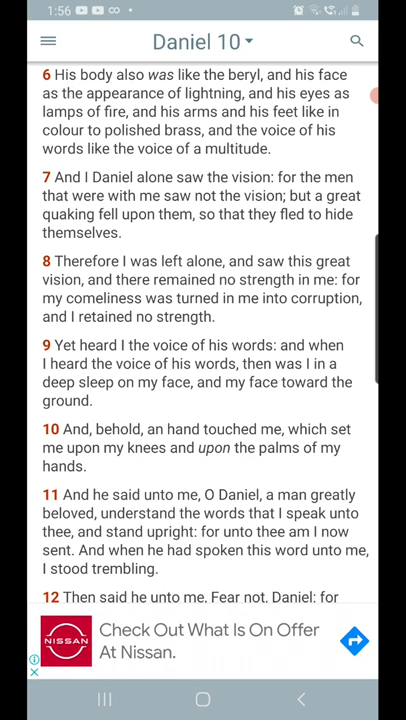 1:56
Daniel 10
6 His body also was like the beryl, and his face
as the appearance of lightning, and his eyes as
lamps of fire, and his arms and his feet like in
colour to polished brass, and the voice of his
words like the voice of a multitude.
7 And I Daniel alone saw the vision: for the men
that were with me saw not the vision; but a great
quaking fell upon them, so that they fled to hide
themselves.
8 Therefore I was left alone, and saw this great
vision, and there remained no strength in me: for
my comeliness was turned in me into corruption,
and I retained no strength.
9 Yet heard I the voice of his words: and when
I heard the voice of his words, then was I in a
deep sleep on my face, and my face toward the
ground.
10 And, behold, an hand touched me, which set
me upon my knees and upon the palms of my
hands.
11 And he said unto me, O Daniel, a man greatly
beloved, understand the words that I speak unto
thee, and stand upright: for unto thee am I now
sent. And when he had spoken this word unto me,
I stood trembling.
12 Then said he unto me, Fear not, Daniel: for
NISSAN
Check Out What Is On Offer
At Nissan.